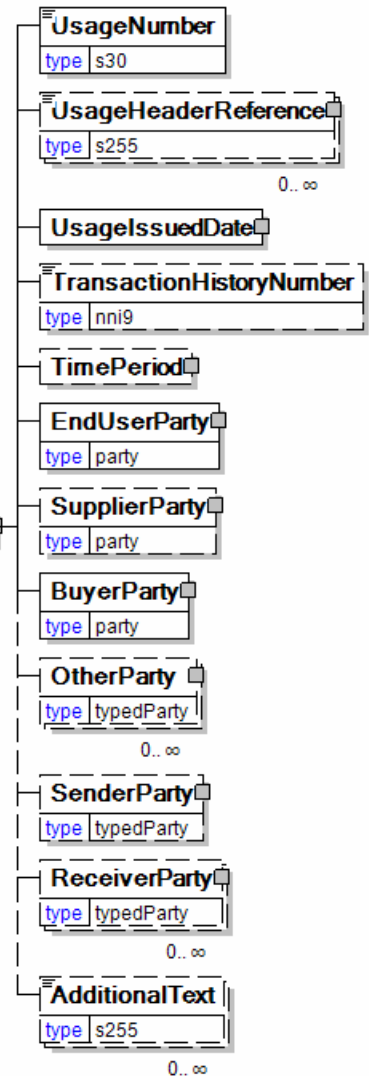 UsageNumber
type s30
UsageHeaderReference
type s255
0.. ∞
UsageIssuedDate
TransactionHistoryNumber
type nni9
TimePeriod
EndUserParty
type party
SupplierParty
type party
BuyerParty
type party
OtherParty
type typedParty
0.. ∞
SenderParty
type typedParty
ReceiverParty
type typedParty
0.. ∞
AdditionalText
type s255
0.. ∞